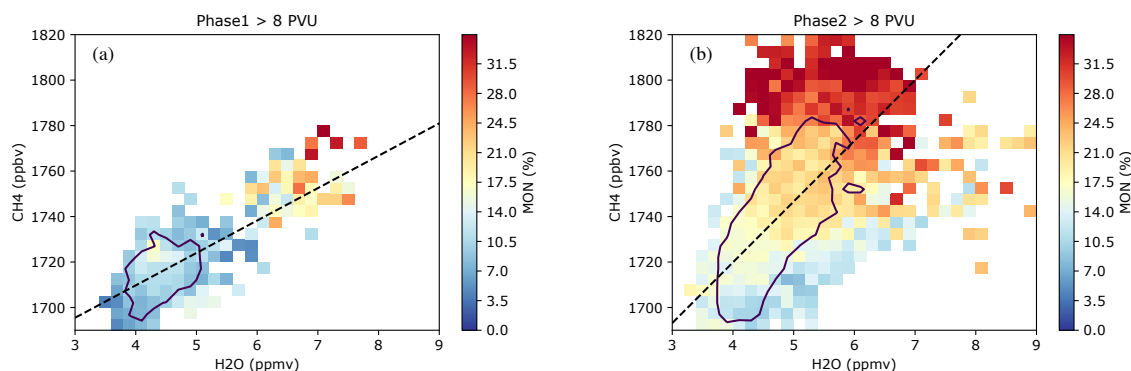 Phase1 > 8 PVU
(a)
CH4 (ppbv)
1820
1800
1780
1760
1740
1720
1700
3 4 5 6 7 8 9
H2O (ppmv)
31.5
28.0
24.5
21.0
17.5
14.0
10.5
7.0
3.5
0.0
MON (%)
Phase2 > 8 PVU
(b)
CH4 (ppbv)
1820
1800
1780
1760
1740
1720
1700
3 4 5 6 7 8 9
H2O (ppmv)
31.5
28.0
24.5
21.0
17.5
14.0
10.5
7.0
3.5
0.0
MON (%)